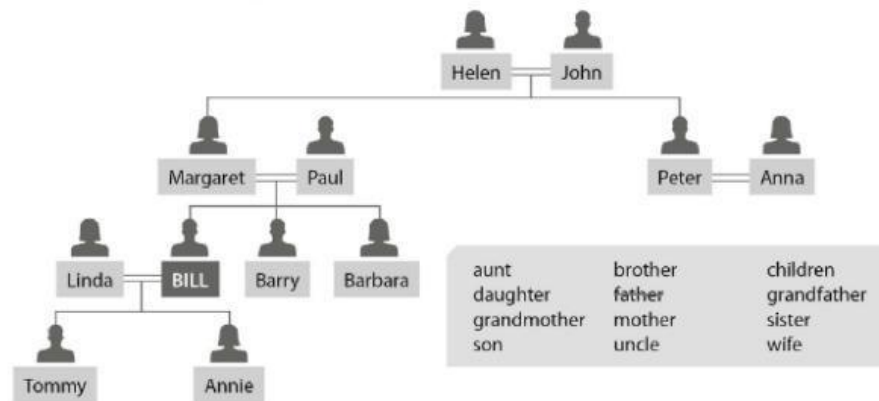 Helen John
Margaret Paul Peter Anna
Linda BILL Barry Barbara
Tommy Annie
aunt brother children
daughter father grandfather
grandmother mother sister
son uncle wife